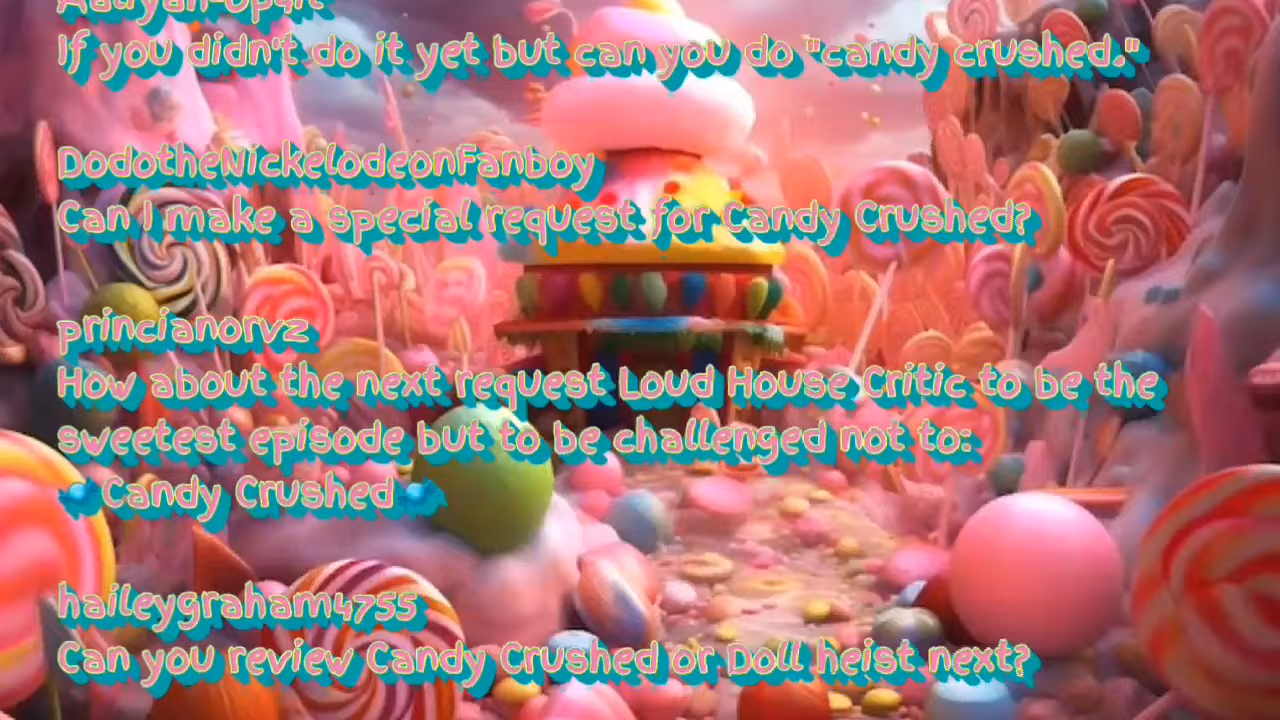 If you didn't do it yet but can you do "candy crushed."
DodotheNickelodeonFanboy
Can I make a special request for Candy Crushed?
princianorvz
How about the next request Loud House Critic to be the
sweetest episode but to be challenged not to:
🍬Candy Crushed🍬
haileygraham4755
Can you review Candy Crushed or Doll heist next?